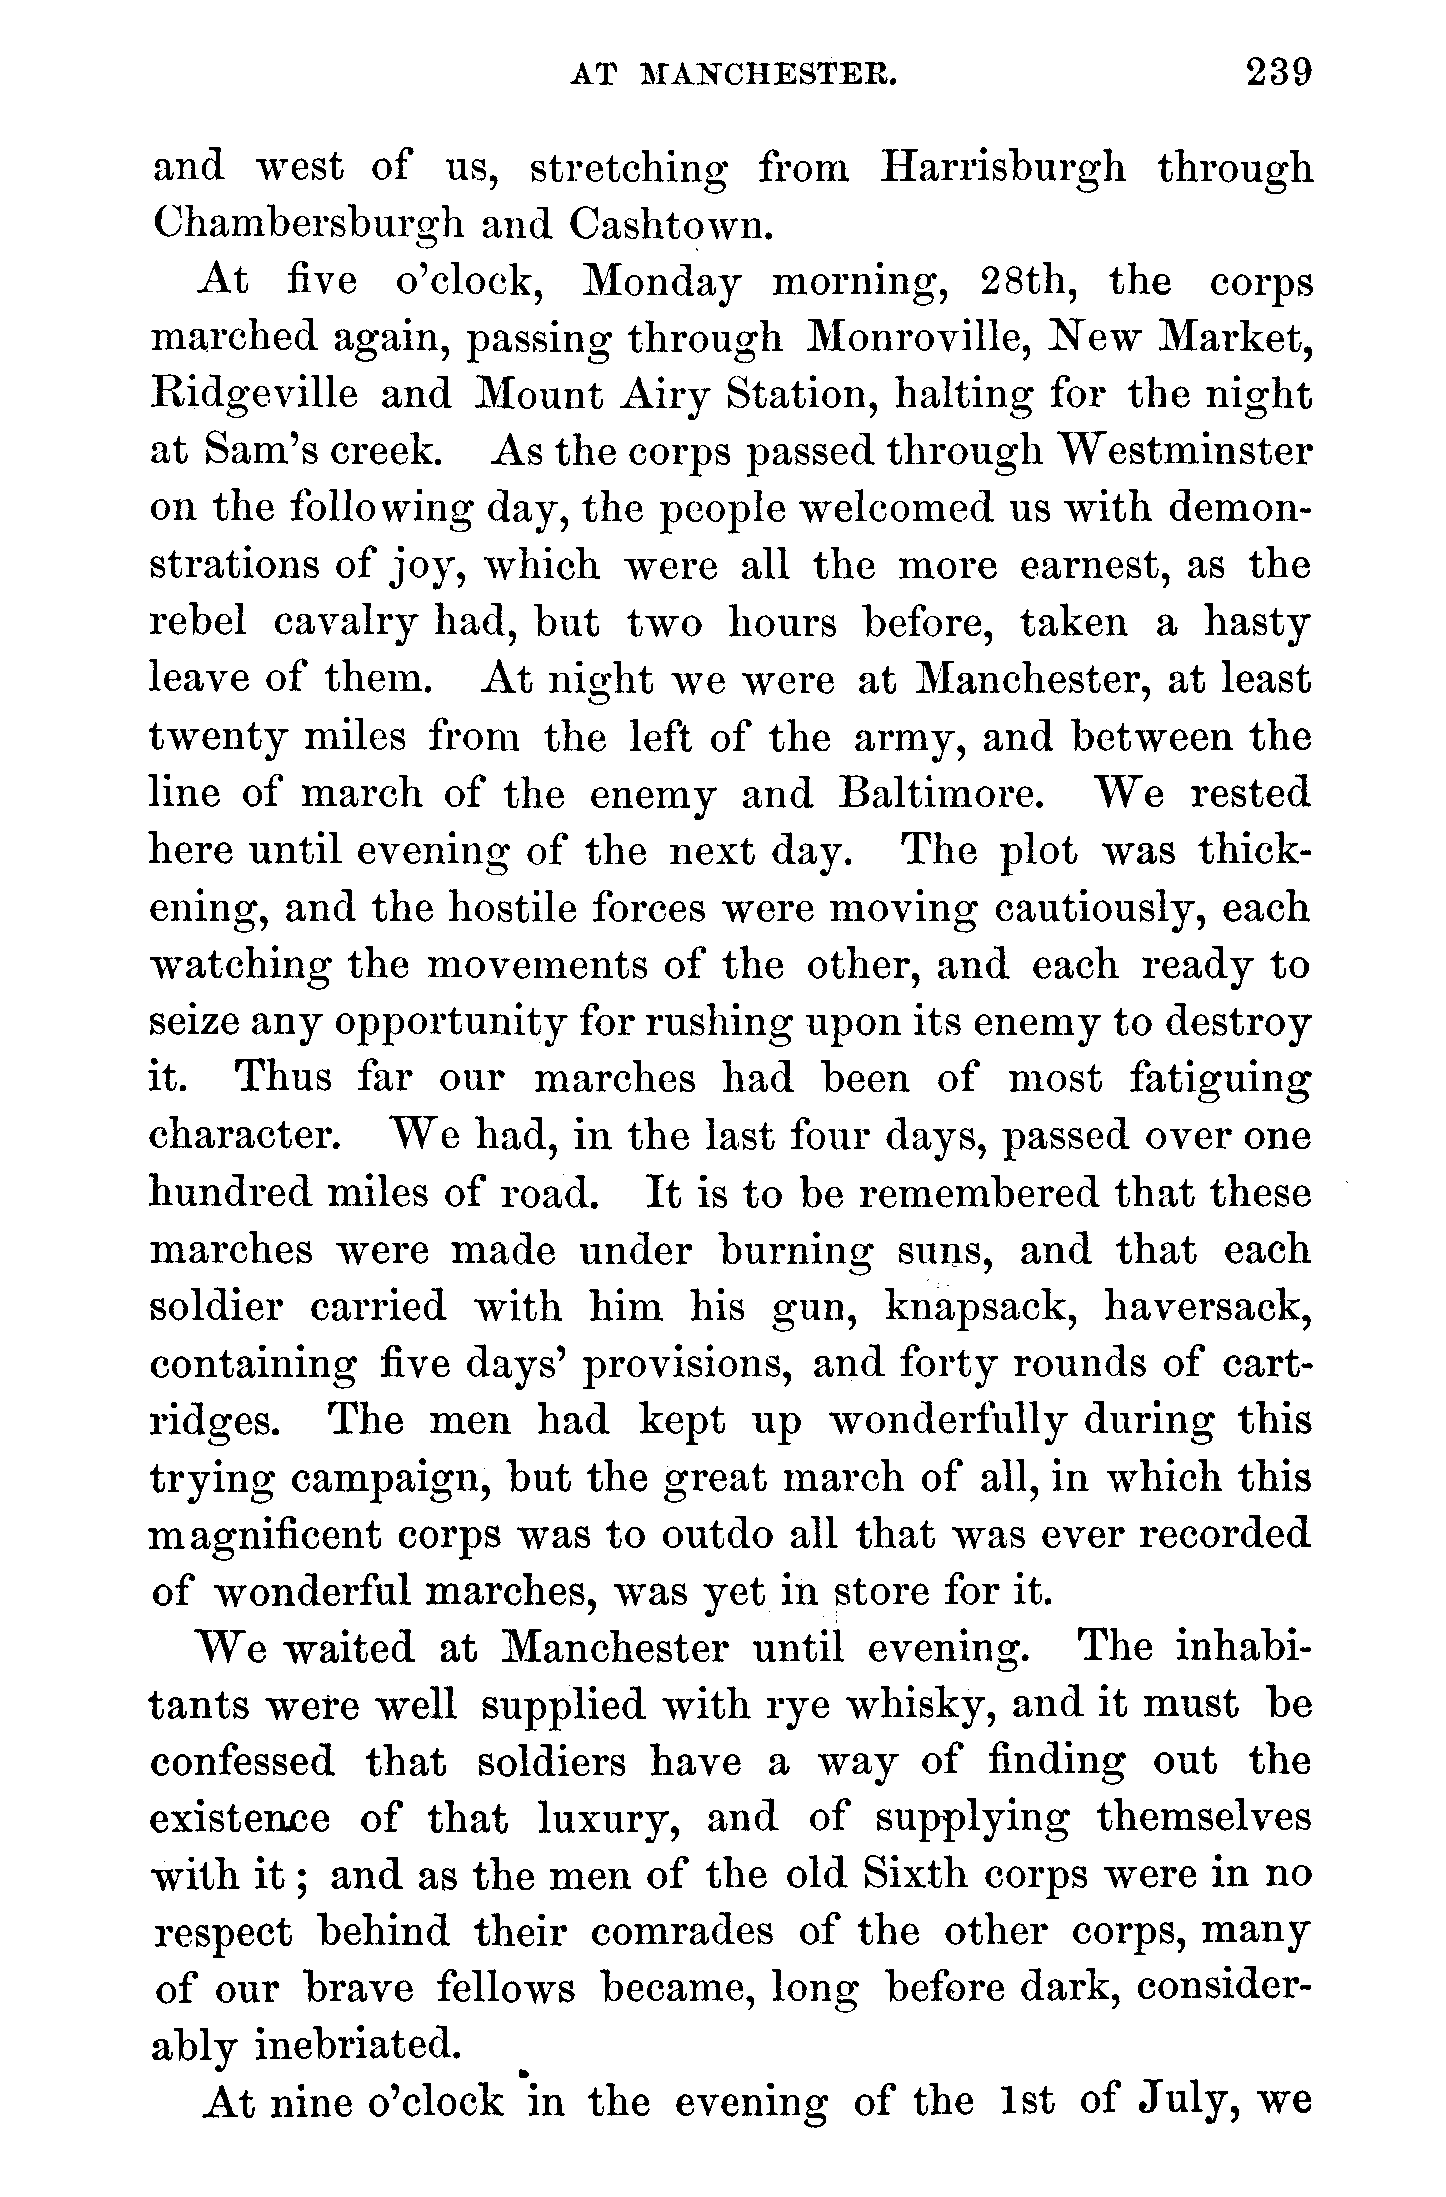 AT MANCHESTER. 239
and west of us, stretching from Harrisburgh through
Chambersburgh and Cashtown.
At five o'clock, Monday morning, 28th, the corps
marched again, passing through Monroville, New Market,
Ridgeville and Mount Airy Station, halting for the night
at Sam's creek. As the corps passed through Westminster
on the following day, the people welcomed us with demon-
strations of joy, which were all the more earnest, as the
rebel cavalry had, but two hours before, taken a hasty
leave of them. At night we were at Manchester, at least
twenty miles from the left of the army, and between the
line of march of the enemy and Baltimore. We rested
here until evening of the next day. The plot was thick-
ening, and the hostile forces were moving cautiously, each
watching the movements of the other, and each ready to
seize any opportunity for rushing upon its enemy to destroy
it. Thus far our marches had been of most fatiguing
character. We had, in the last four days, passed over one
hundred miles of road. It is to be remembered that these
marches were made under burning suns, and that each
soldier carried with him his gun, knapsack, haversack,
containing five days' provisions, and forty rounds of cart-
ridges. The men had kept up wonderfully during this
trying campaign, but the great march of all, in which this
magnificent corps was to outdo all that was ever recorded
of wonderful marches, was yet in store for it.
We waited at Manchester until evening. The inhabi-
tants were well supplied with rye whisky, and it must be
confessed that soldiers have a way of finding out the
existence of that luxury, and of supplying themselves
with it ; and as the men of the old Sixth corps were in no
respect behind their comrades of the other corps, many
of our brave fellows became, long before dark, consider-
ably inebriated.
At nine o'clock in the evening of the 1st of July, we